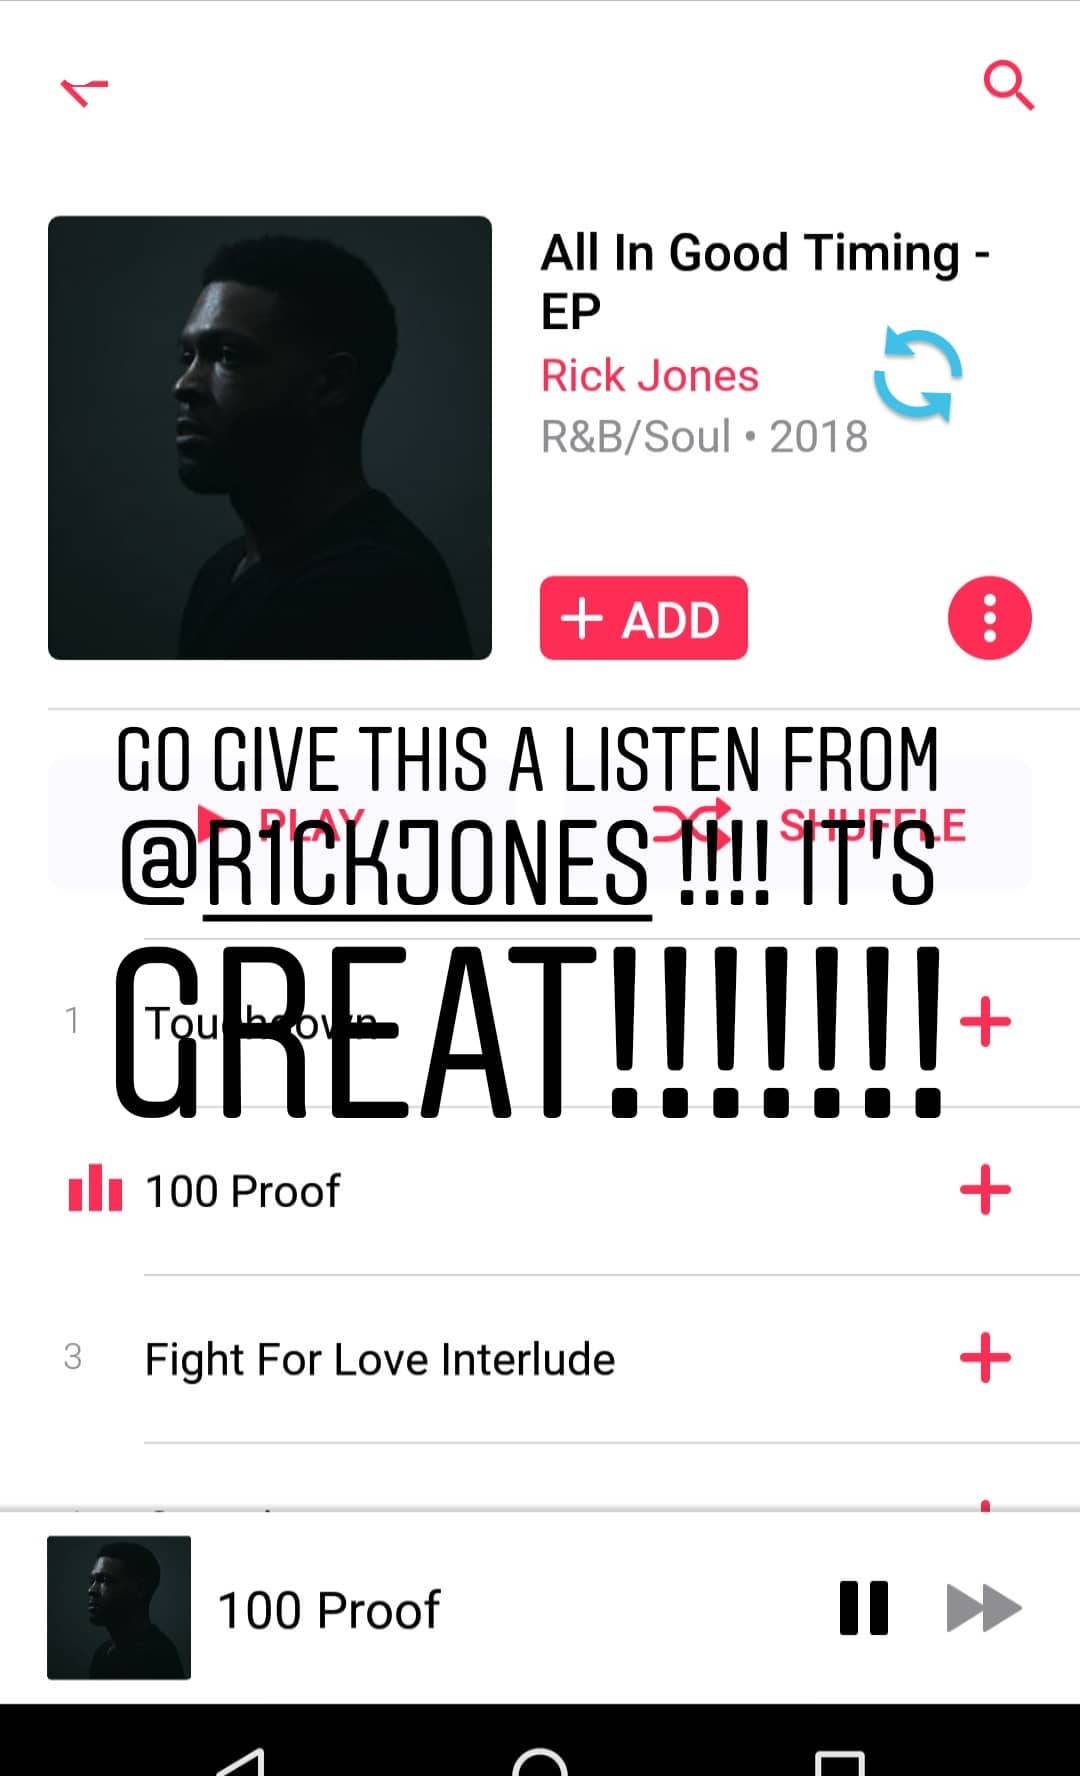 All In Good Timing -
EP
Rick Jones
R&B/Soul • 2018
+ ADD
GO GIVE THIS A LISTEN FROM
PLAY SHUFFLE
@R1CKJONES !!!! IT'S
GREAT!!!!!!!
1 Touchdown
100 Proof
3 Fight For Love Interlude
100 Proof